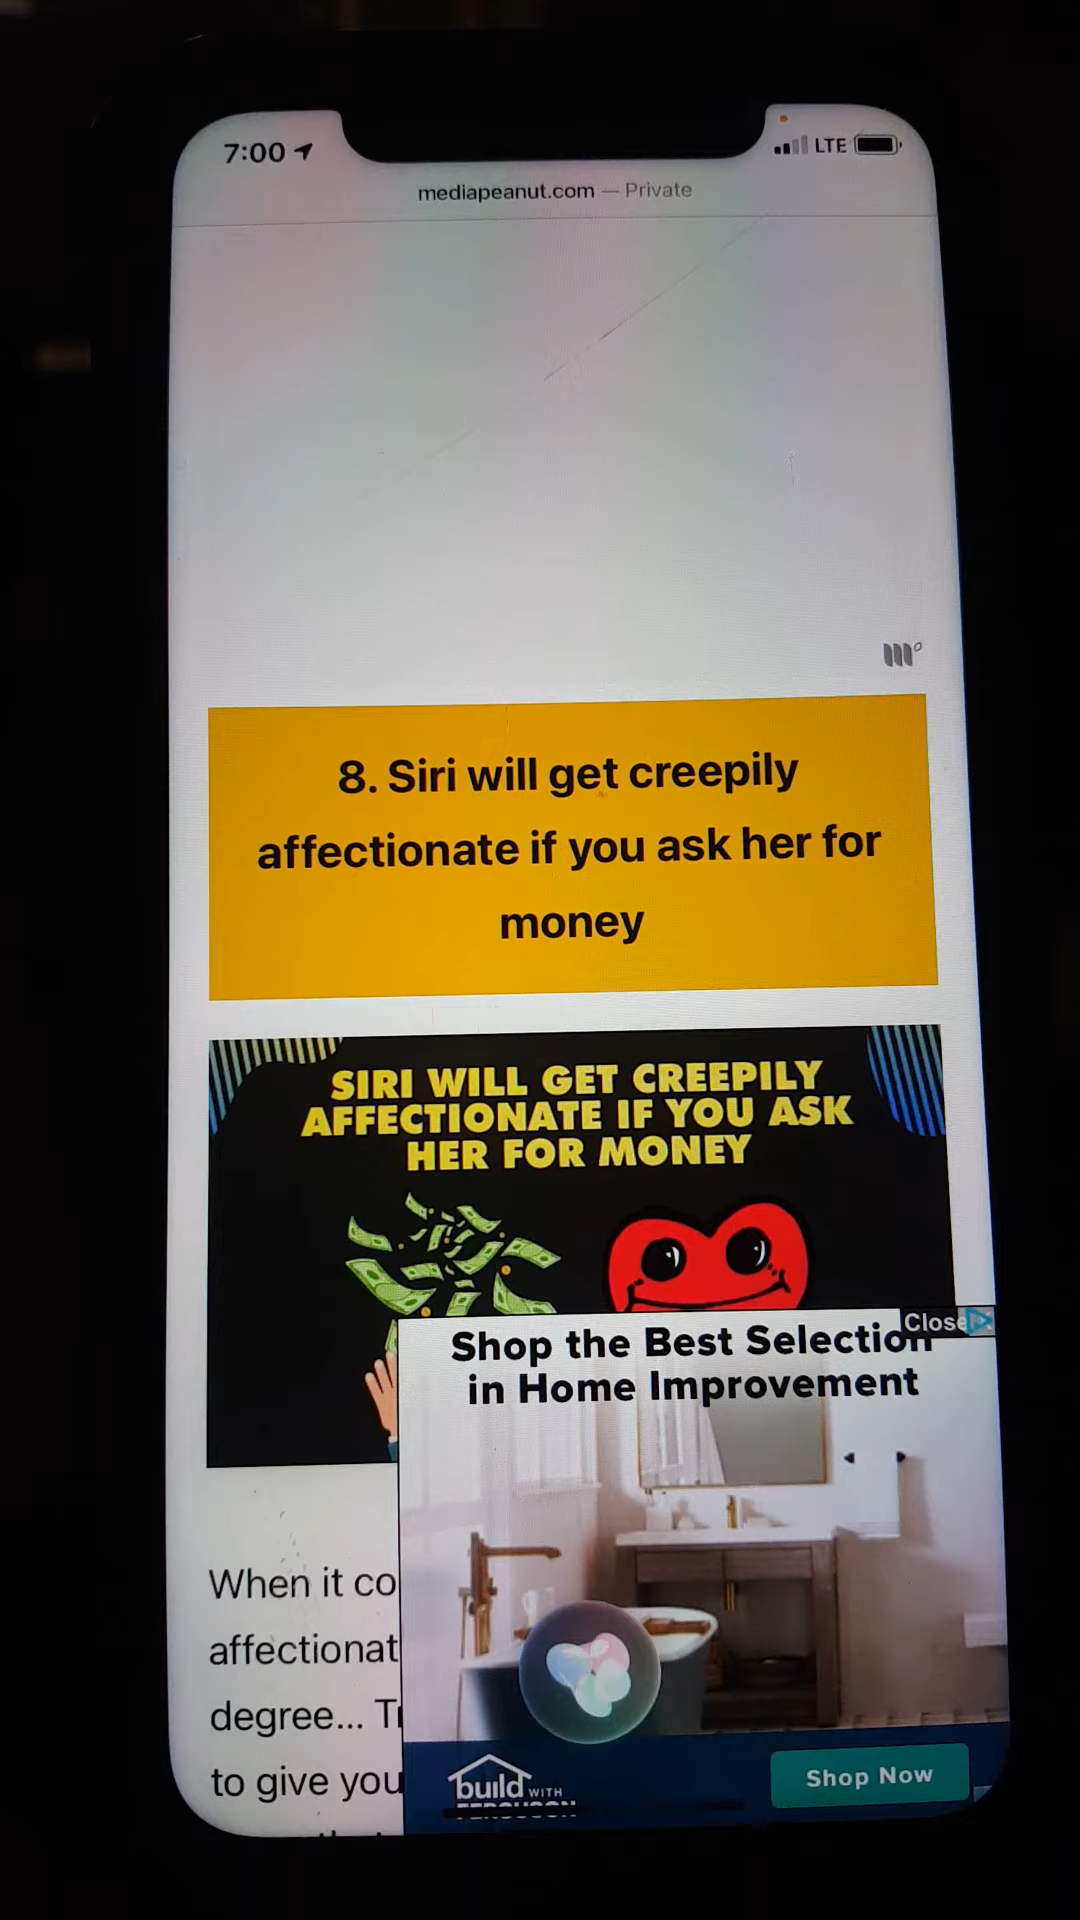 7:00
LTE
mediapeanut.com — Private
8. Siri will get creepily
affectionate if you ask her for
money
SIRI WILL GET CREEPILY
AFFECTIONATE IF YOU ASK
HER FOR MONEY
Close
Shop the Best Selection
in Home Improvement
When it co
affectionat
degree... T
to give you
build WITH
FERGUSON
Shop Now